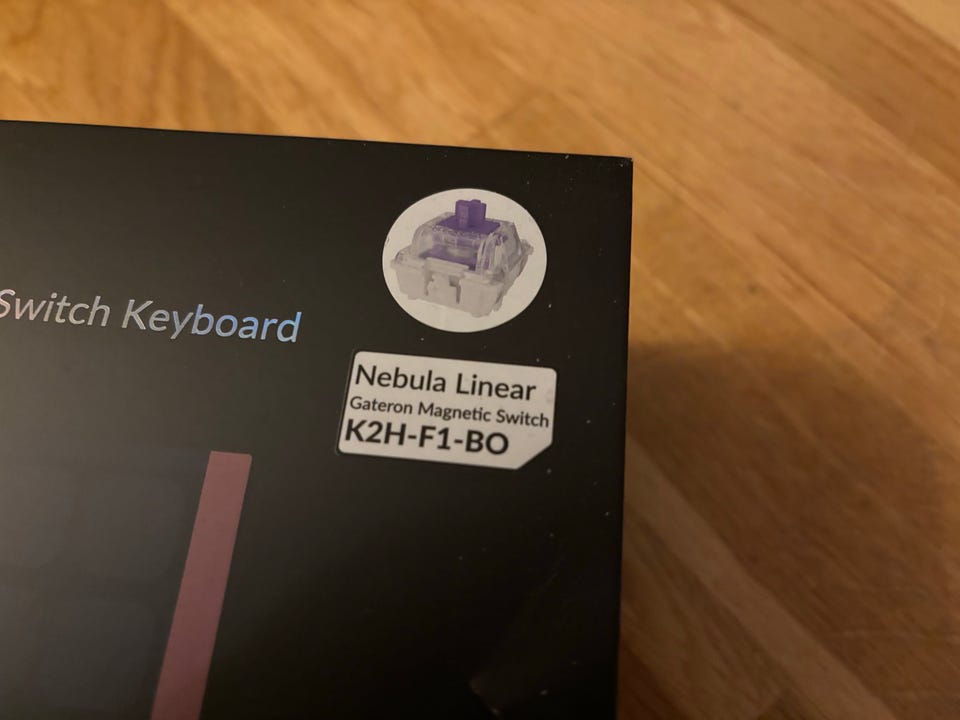 Switch Keyboard
Nebula Linear
Gateron Magnetic Switch
K2H-F1-BO